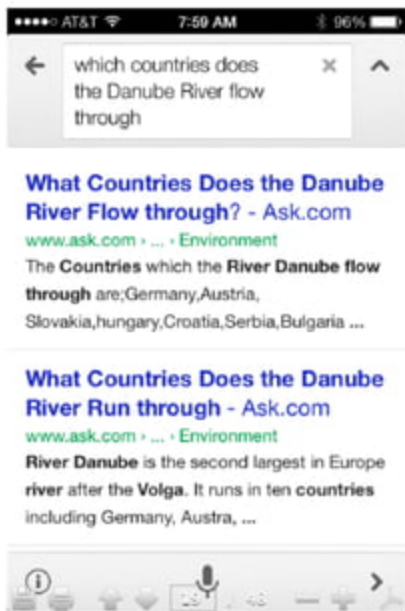 AT&T 7:59 AM 96%
which countries does
the Danube River flow
through
What Countries Does the Danube
River Flow through? - Ask.com
www.ask.com › ... › Environment
The Countries which the River Danube flow
through are;Germany,Austria,
Slovakia,hungary,Croatia,Serbia,Bulgaria ...
What Countries Does the Danube
River Run through - Ask.com
www.ask.com › ... › Environment
River Danube is the second largest in Europe
river after the Volga. It runs in ten countries
including Germany, Austra, ...